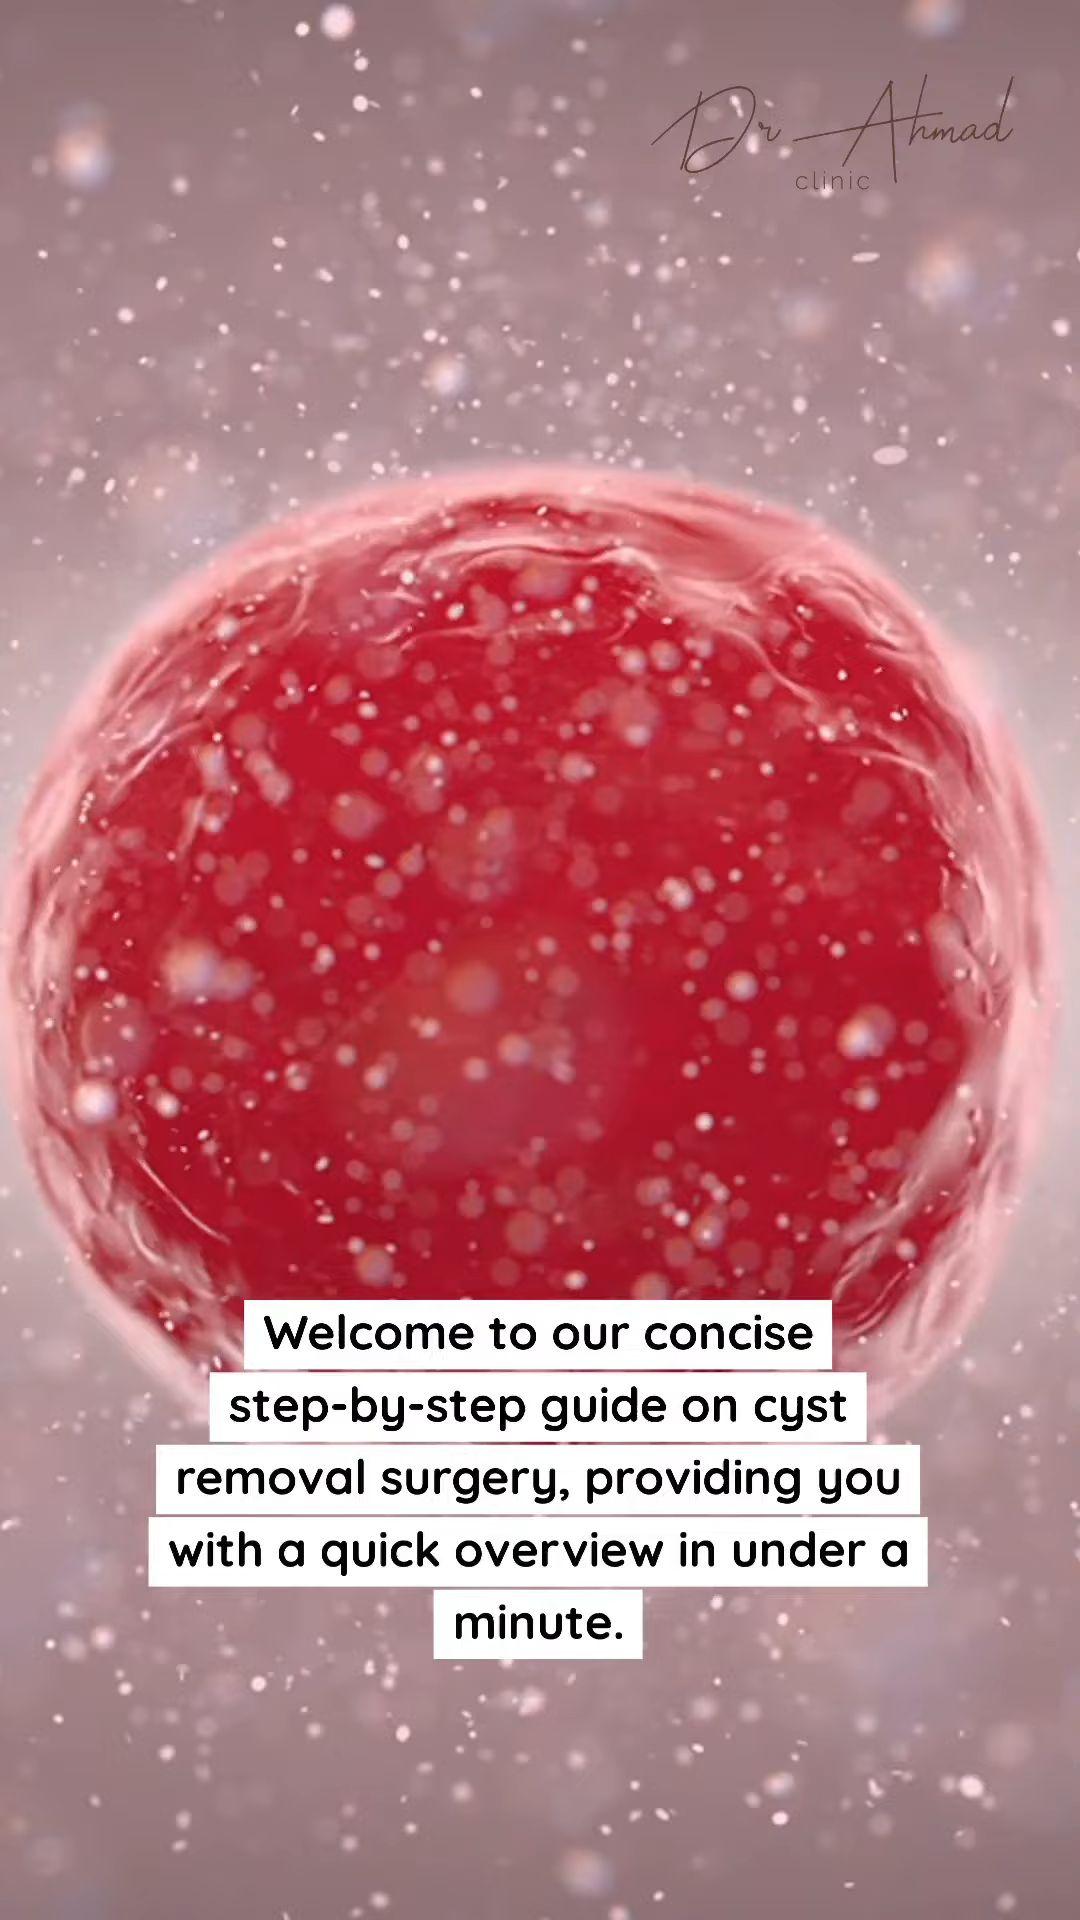 Dr Ahmad
clinic
Welcome to our concise
step-by-step guide on cyst
removal surgery, providing you
with a quick overview in under a
minute.